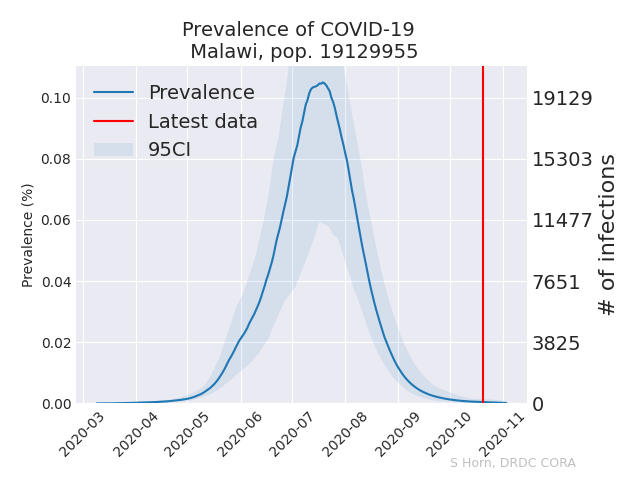 Prevalence of COVID-19
Malawi, pop. 19129955
Prevalence
Latest data
95CI
Prevalence (%)
0.10
0.08
0.06
0.04
0.02
0.00
19129
15303
11477
7651
3825
0
# of infections
2020-03
2020-04
2020-05
2020-06
2020-07
2020-08
2020-09
2020-10
2020-11
S Horn, DRDC CORA